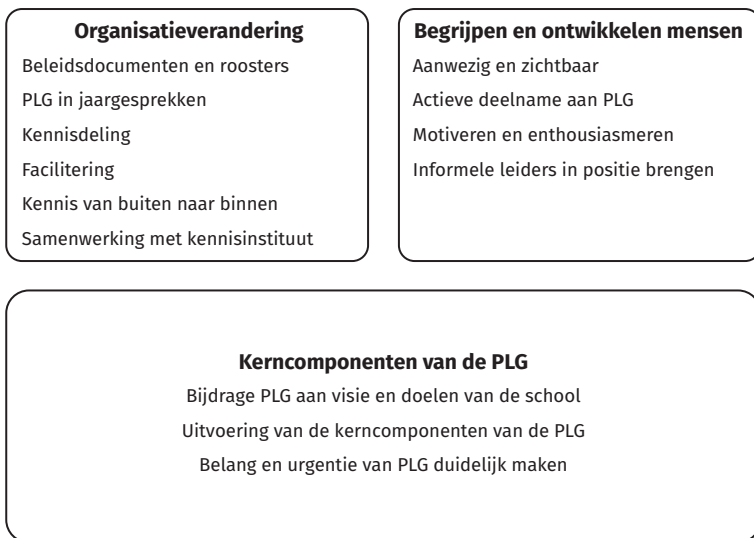 Organisatieverandering
Beleidsdocumenten en roosters
PLG in jaargesprekken
Kennisdeling
Facilitering
Kennis van buiten naar binnen
Samenwerking met kennisinstituut
Begrijpen en ontwikkelen mensen
Aanwezig en zichtbaar
Actieve deelname aan PLG
Motiveren en enthousiasmeren
Informele leiders in positie brengen
Kerncomponenten van de PLG
Bijdrage PLG aan visie en doelen van de school
Uitvoering van de kerncomponenten van de PLG
Belang en urgentie van PLG duidelijk maken